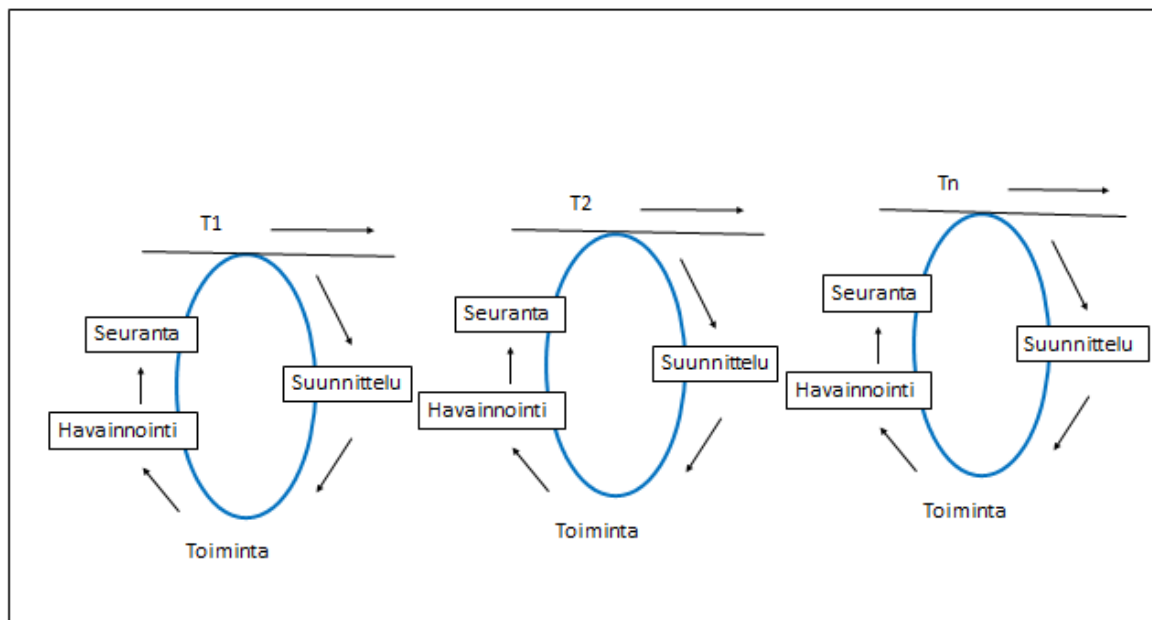 T1
Seuranta
Suunnittelu
Havainnointi
Toiminta
T2
Seuranta
Suunnittelu
Havainnointi
Toiminta
Tn
Seuranta
Suunnittelu
Havainnointi
Toiminta